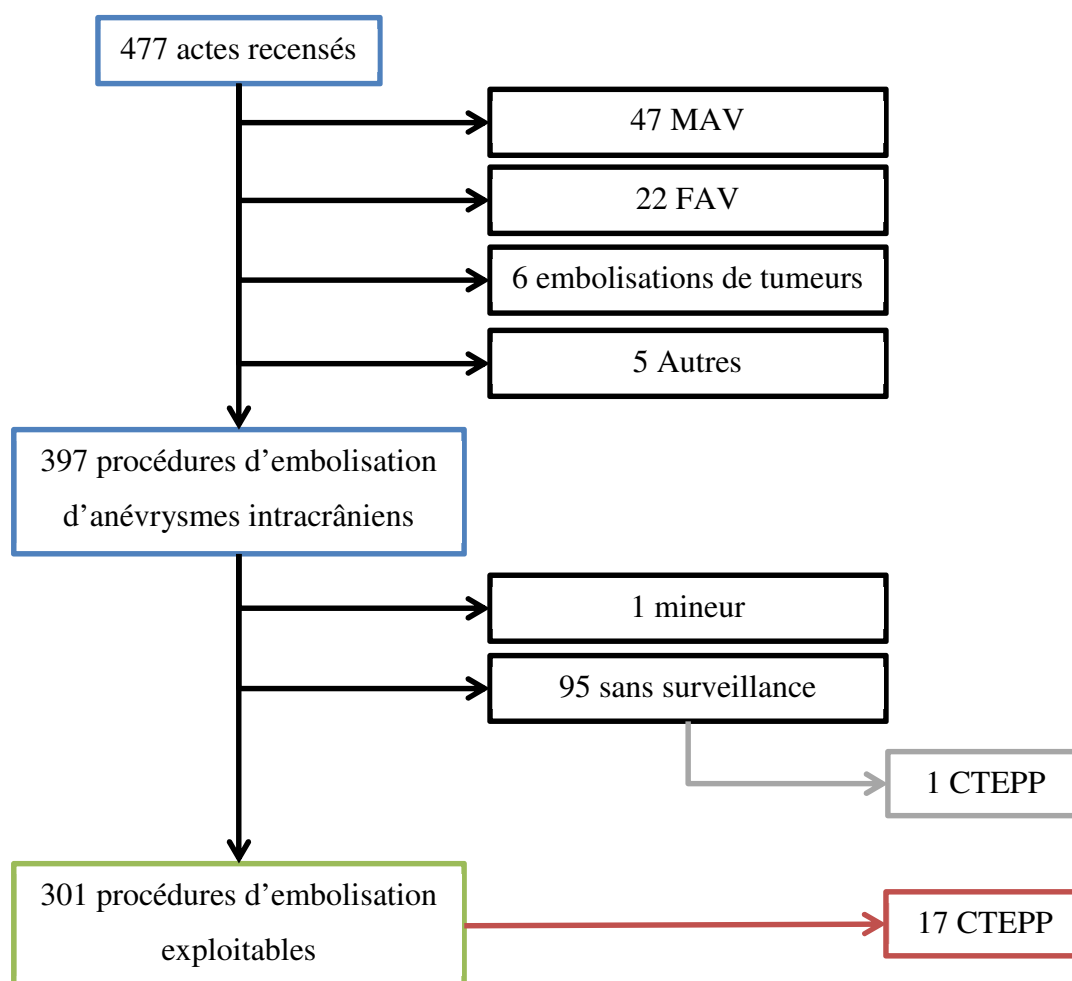 477 actes recensés
47 MAV
22 FAV
6 embolisations de tumeurs
5 Autres
397 procédures d’embolisation
d’anévrysmes intracrâniens
1 mineur
95 sans surveillance
1 CTEPP
301 procédures d’embolisation
exploitables
17 CTEPP